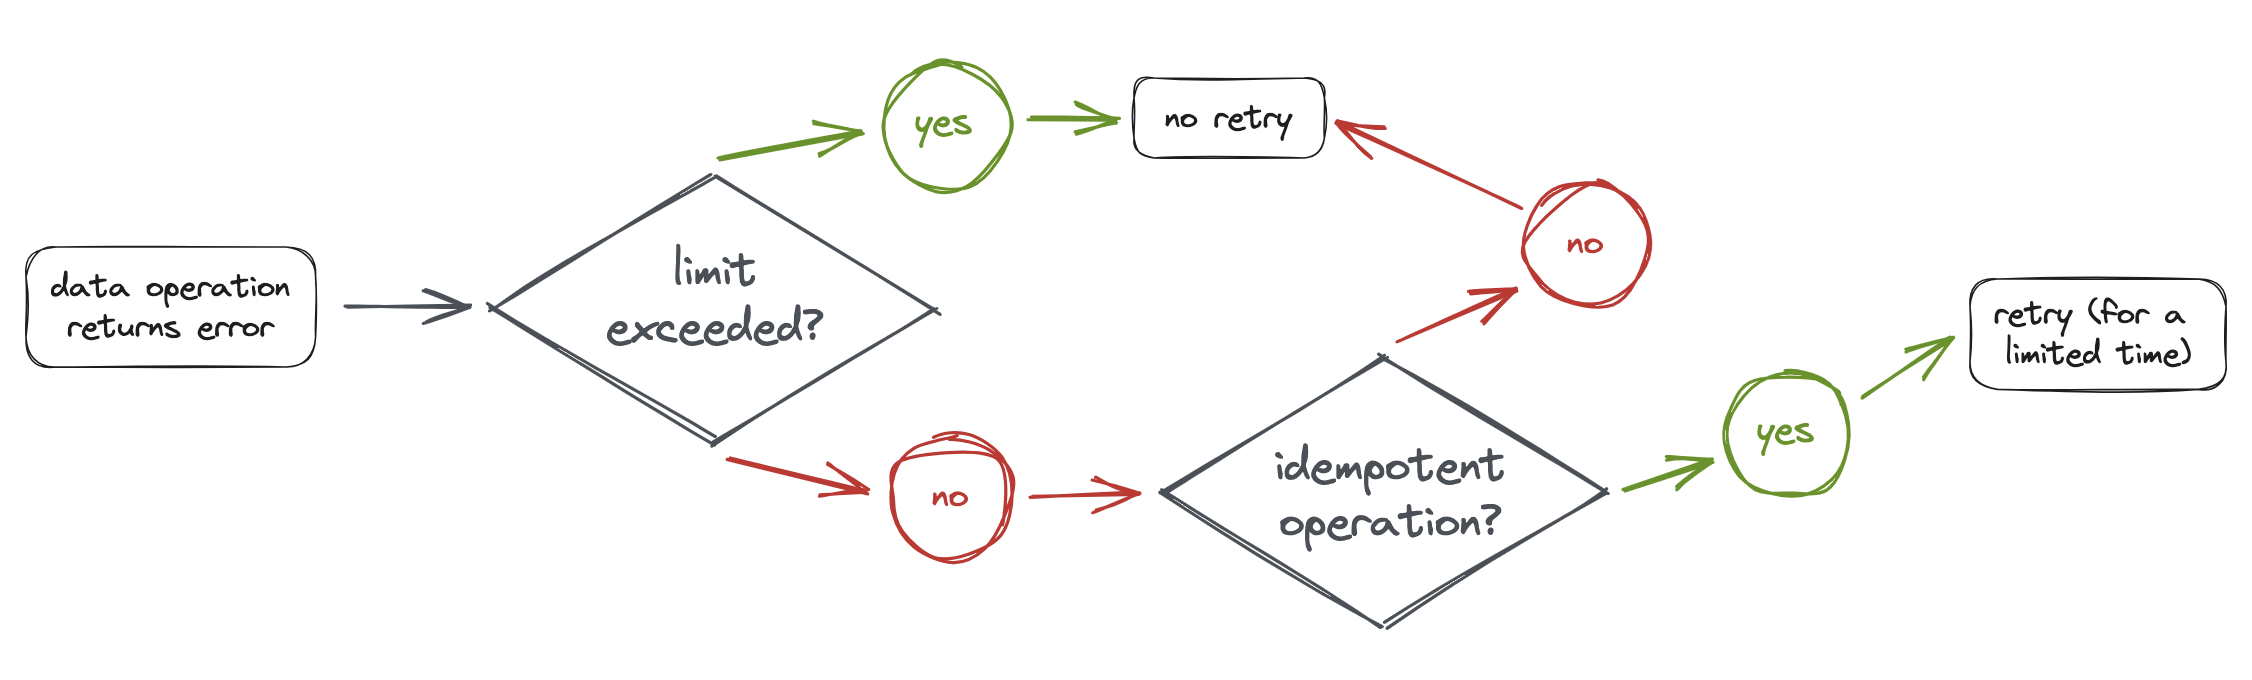 data operation
returns error
limit
exceeded?
yes
no retry
no
idempotent
operation?
no
yes
retry (for a
limited time)